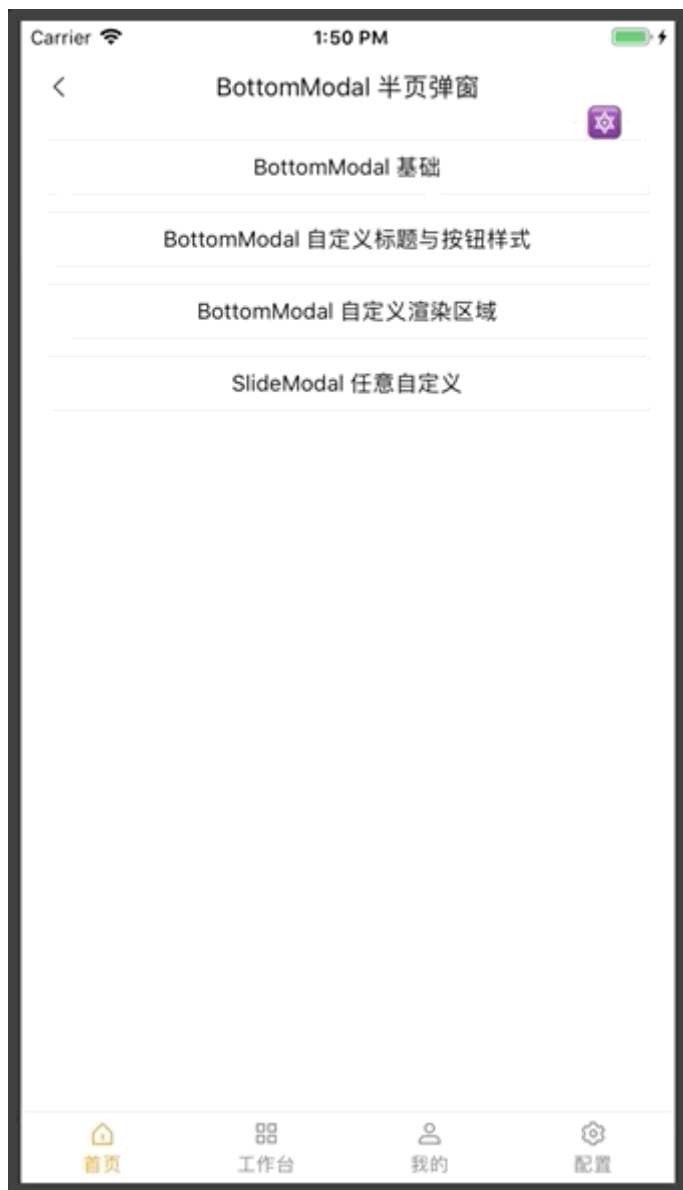 Carrier
1:50 PM
BottomModal 半页弹窗
BottomModal 基础
BottomModal 自定义标题与按钮样式
BottomModal 自定义渲染区域
SlideModal 任意自定义
首页
工作台
我的
配置